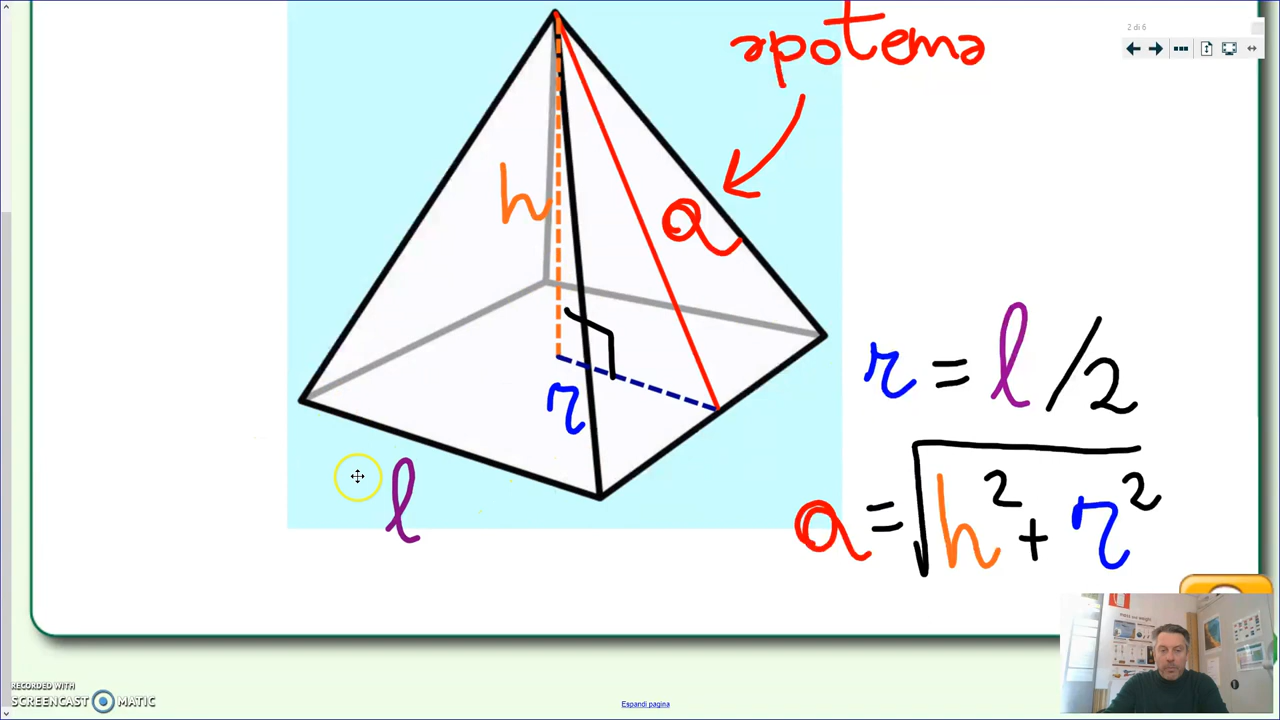 2 di 6
apotema
h
a
r
l
r = l/2
a = √h² + r²
RECORDED WITH
SCREENCAST MATIC
Espandi pagina